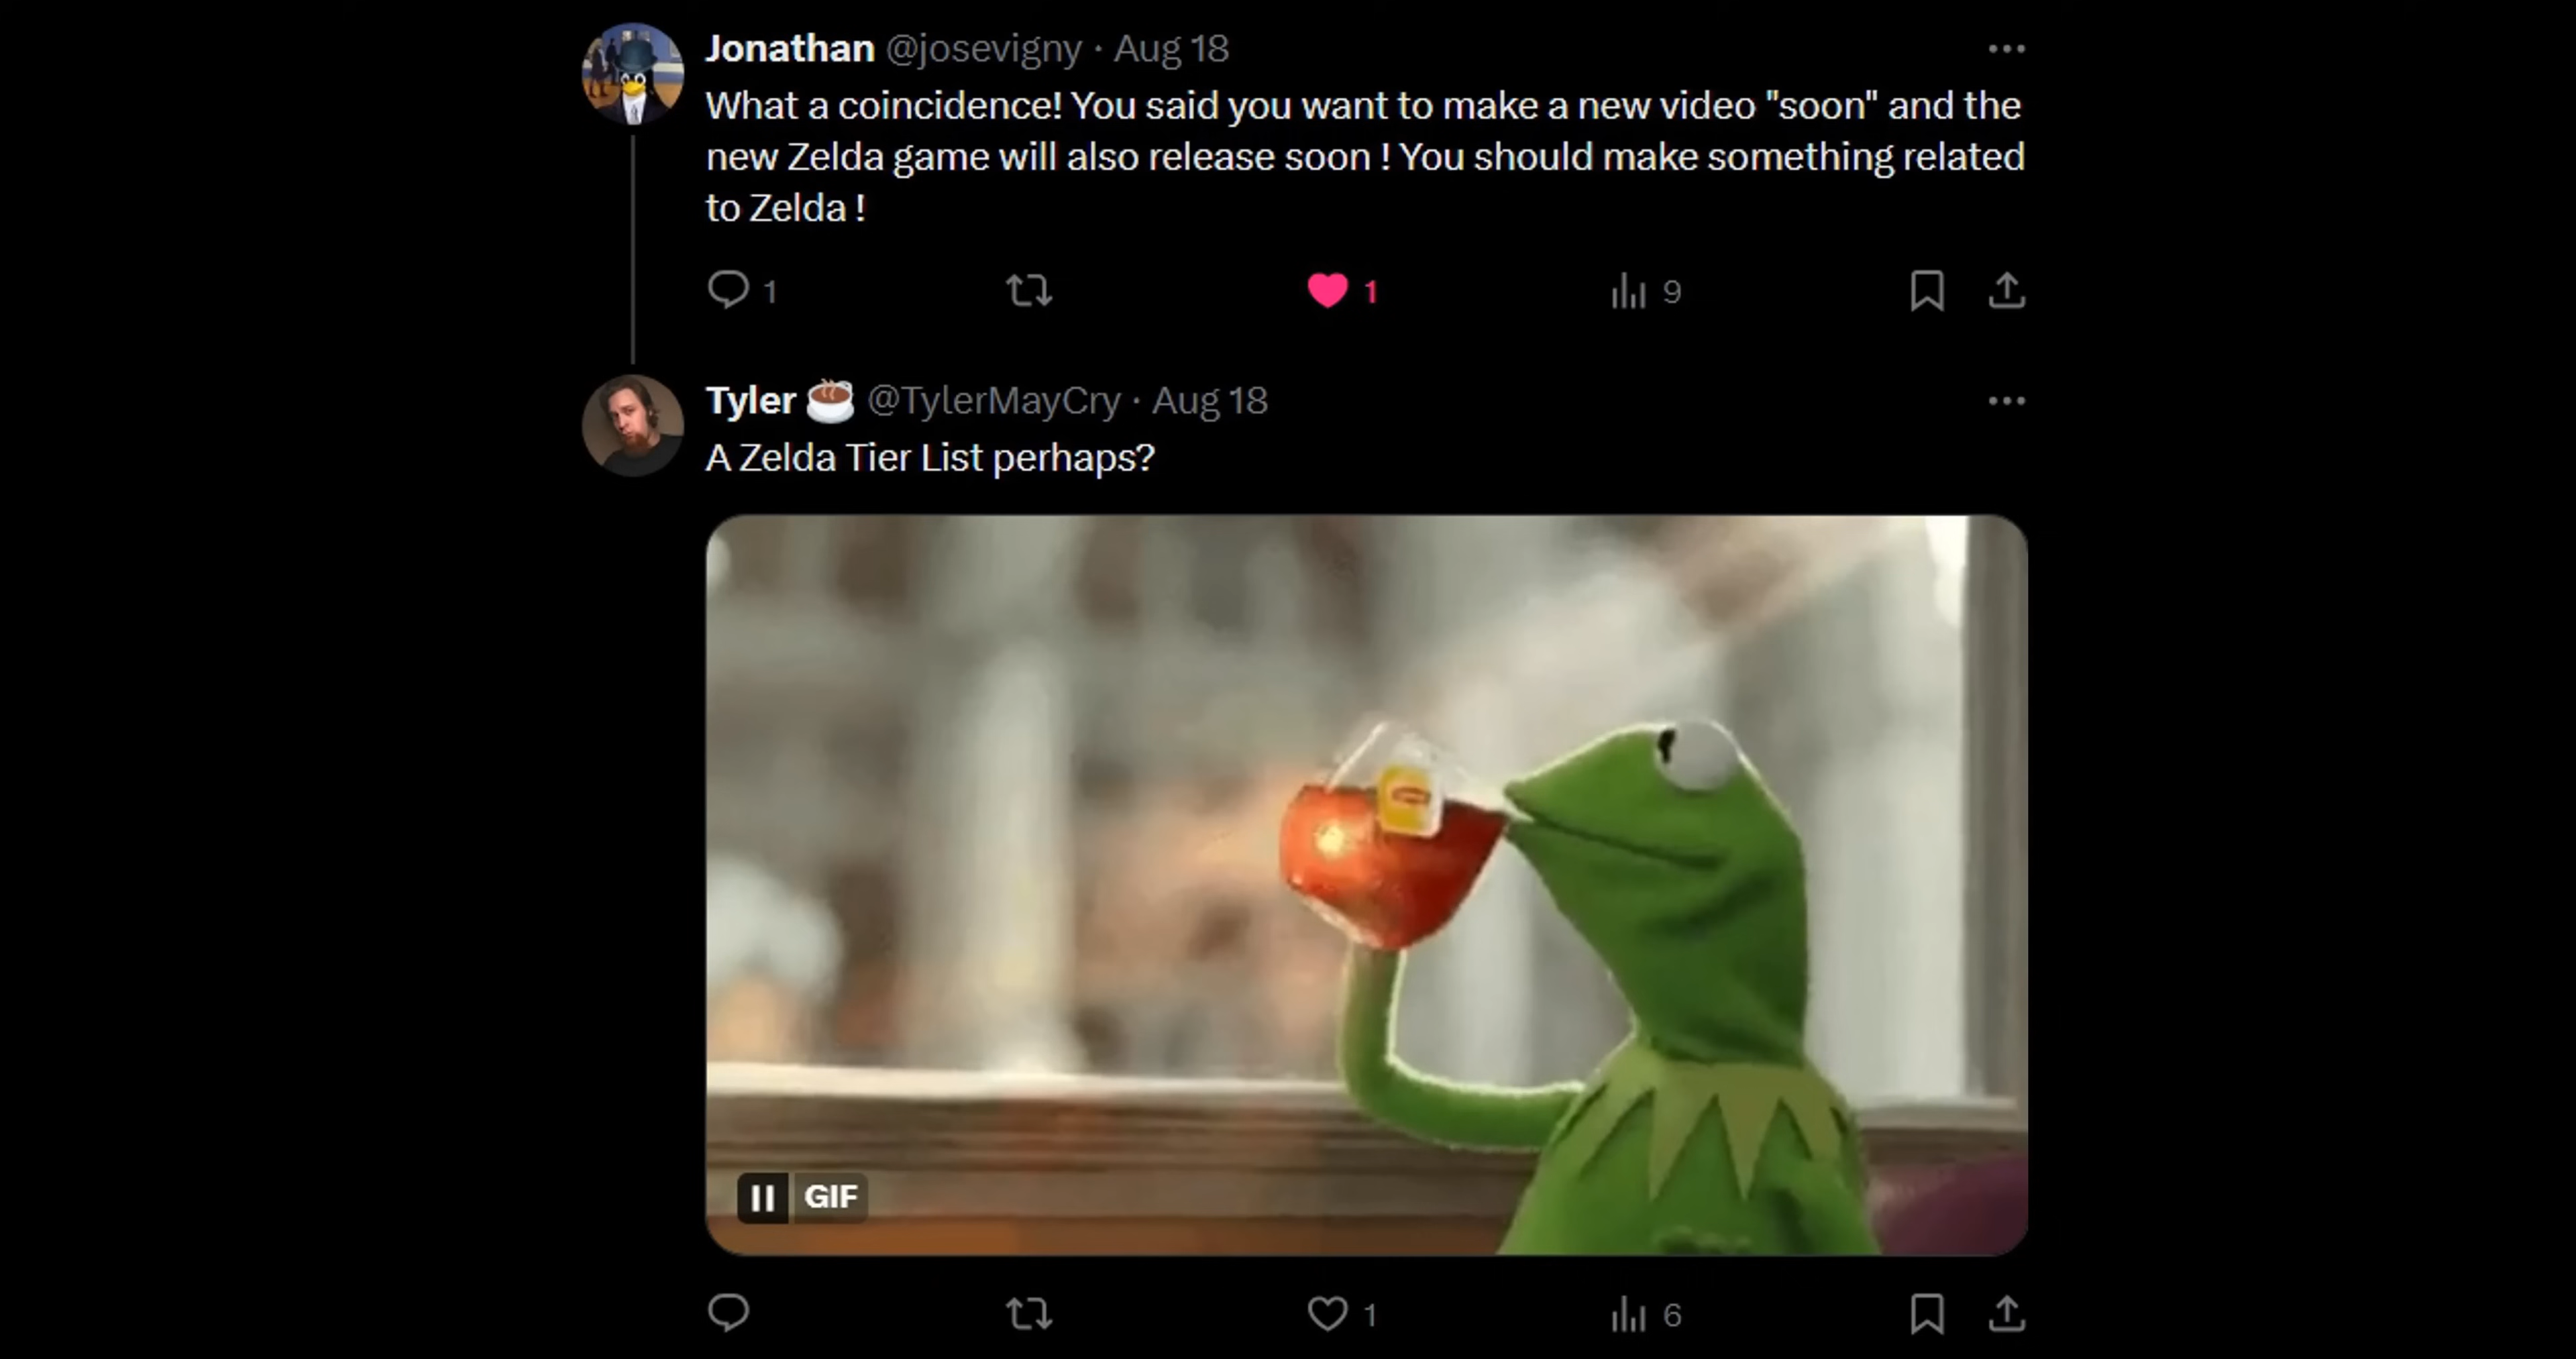 Jonathan @josevigny · Aug 18
What a coincidence! You said you want to make a new video "soon" and the
new Zelda game will also release soon ! You should make something related
to Zelda !
1 1 9
Tyler ☕ @TylerMayCry · Aug 18
A Zelda Tier List perhaps?
GIF
1 6